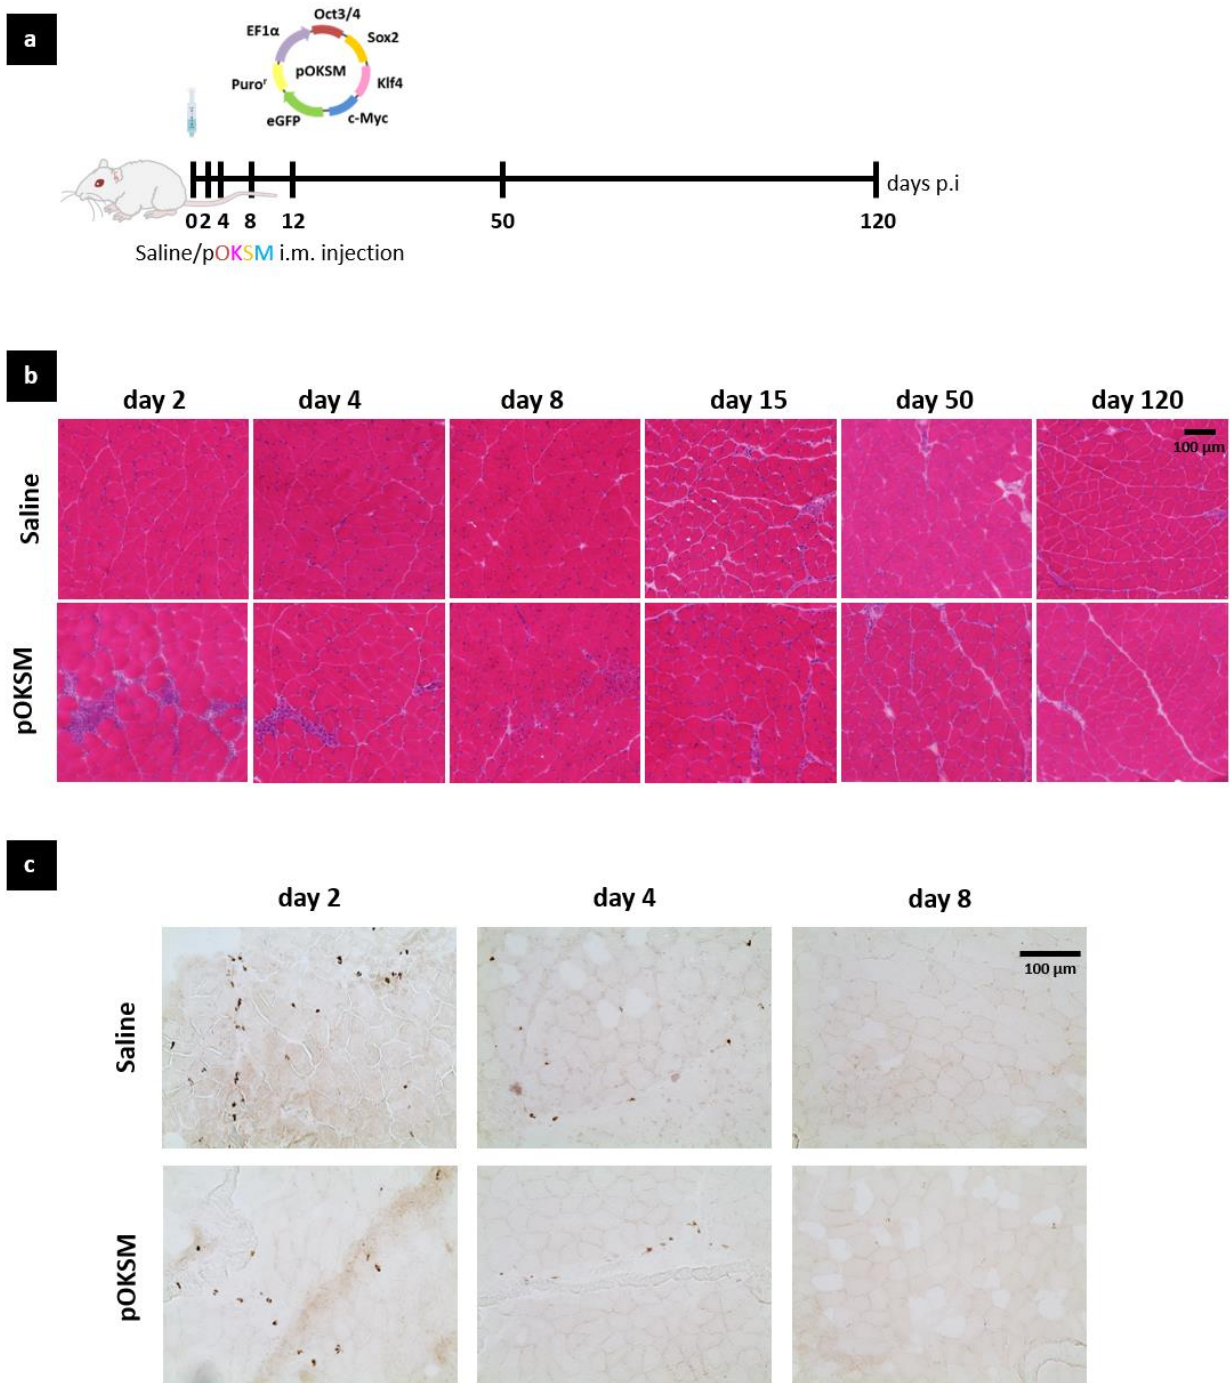 a
Oct3/4
EF1α
Sox2
pOKSM
Puroʳ
Klf4
eGFP
c-Myc
days p.i
0 2 4 8 12 50 120
Saline/pOKSM i.m. injection
b
day 2 day 4 day 8 day 15 day 50 day 120
100 µm
Saline
pOKSM
c
day 2 day 4 day 8
100 µm
Saline
pOKSM